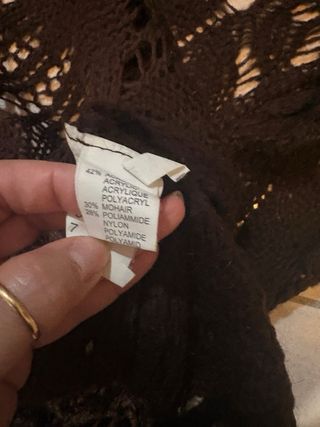 42%
ACRYLIC
ACRYLIQUE
POLYACRYL
30% MOHAIR
28% POLIAMMIDE
NYLON
POLYAMIDE
POLYAMID
7